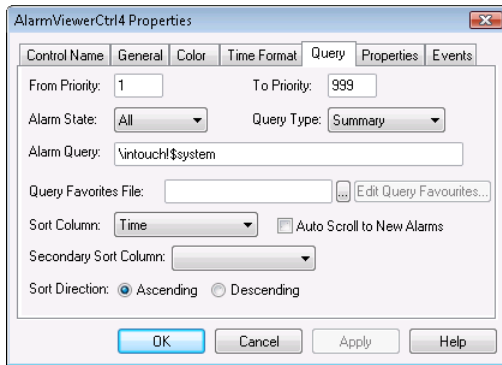 AlarmViewerCtrl4 Properties
Control Name General Color Time Format Query Properties Events
From Priority: 1 To Priority: 999
Alarm State: All Query Type: Summary
Alarm Query: \intouch!$system
Query Favorites File: ... Edit Query Favourites...
Sort Column: Time Auto Scroll to New Alarms
Secondary Sort Column:
Sort Direction: Ascending Descending
OK Cancel Apply Help